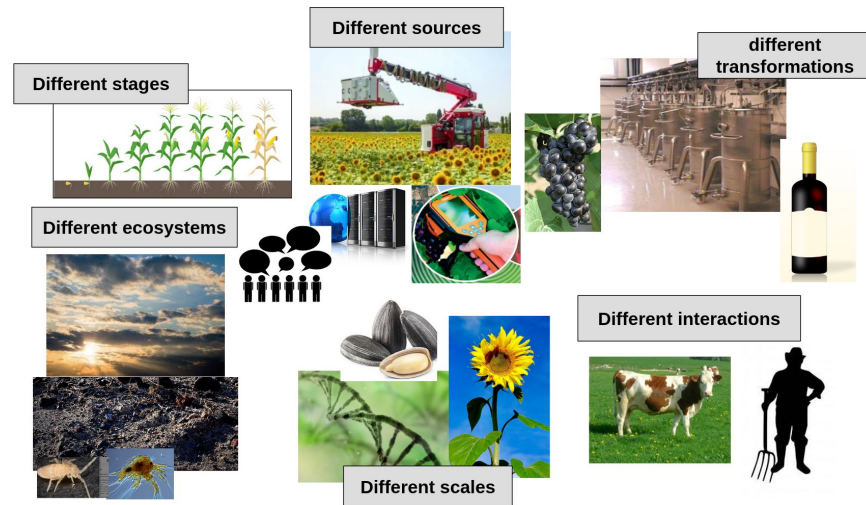 Different sources
different
transformations
Different stages
Different ecosystems
Different interactions
Different scales